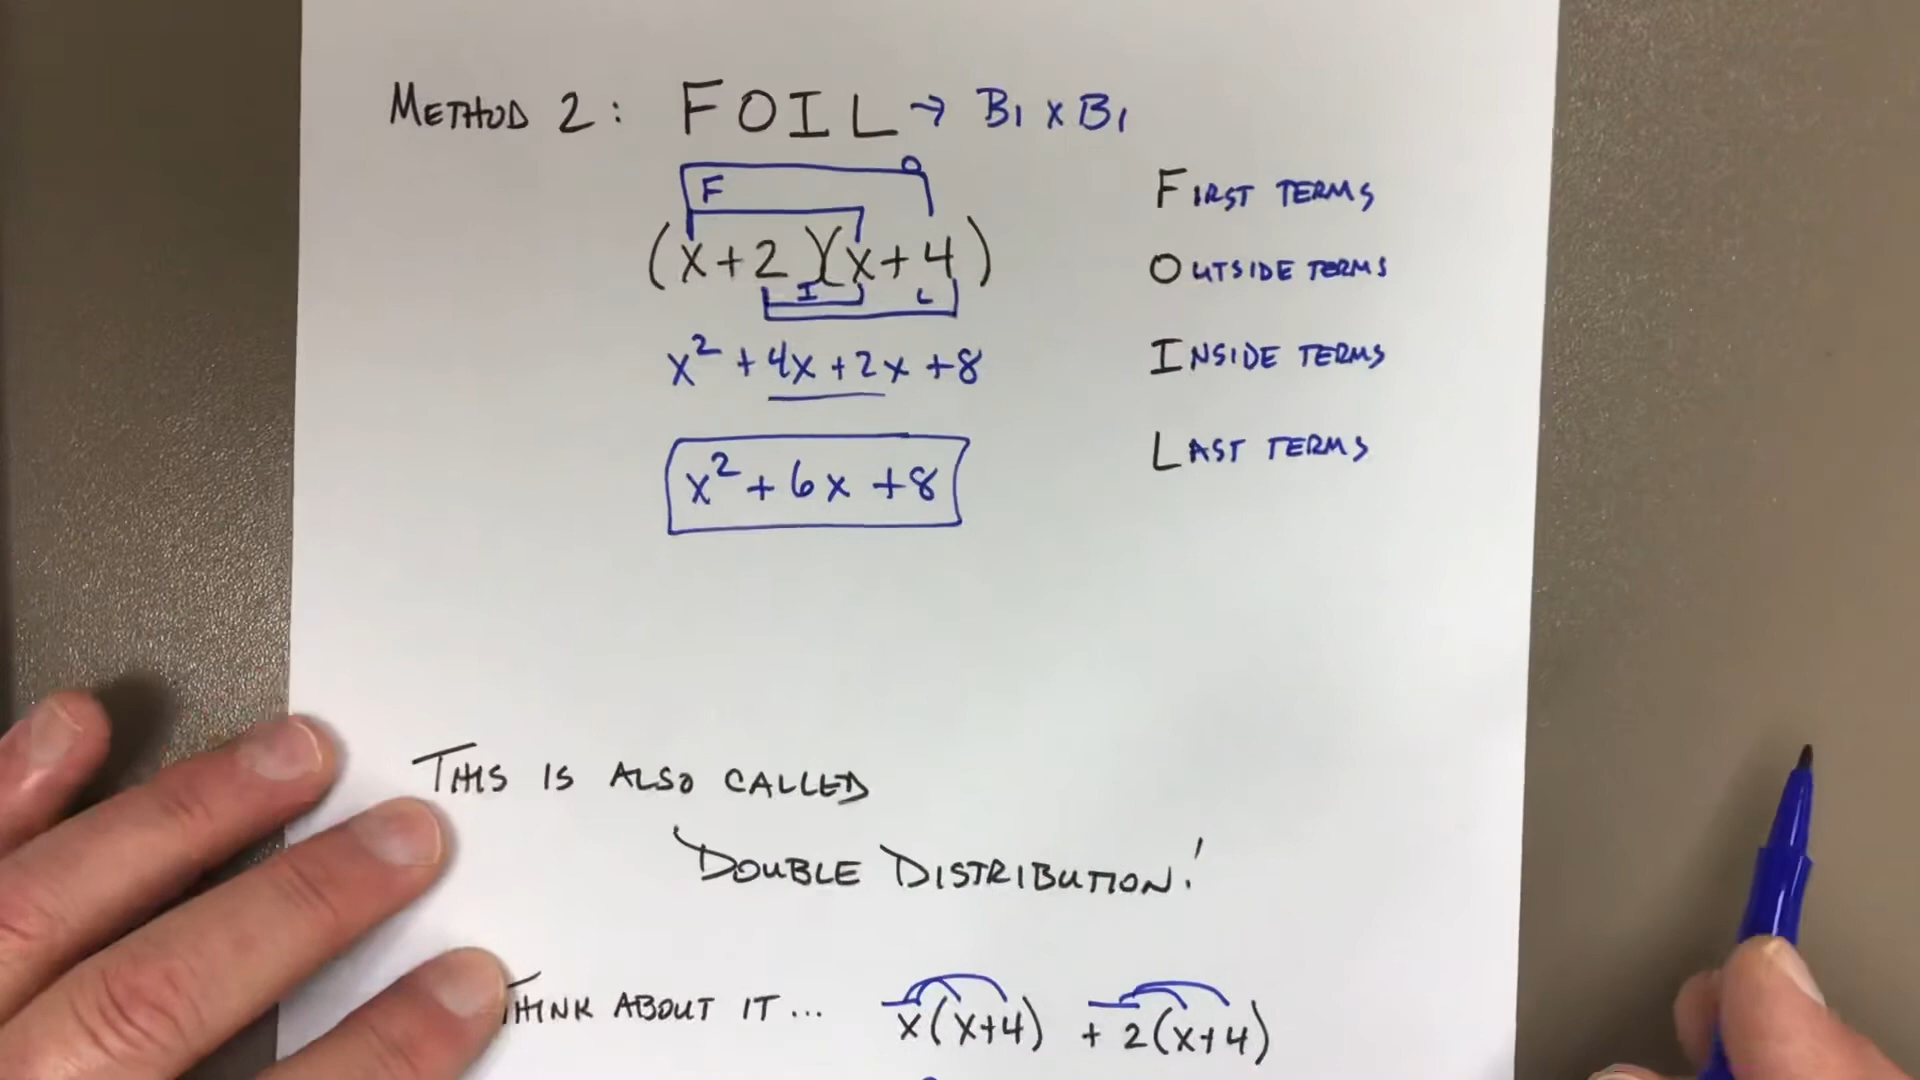 METHOD 2: FOIL → BI X BI
O
F
(x+2)(x+4)
I L
x² + 4x + 2x + 8
x² + 6x + 8
FIRST TERMS
OUTSIDE TERMS
INSIDE TERMS
LAST TERMS
THIS IS ALSO CALLED
DOUBLE DISTRIBUTION!
THINK ABOUT IT... x(x+4) + 2(x+4)